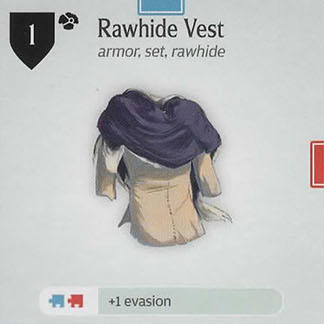 1
Rawhide Vest
armor, set, rawhide
+1 evasion